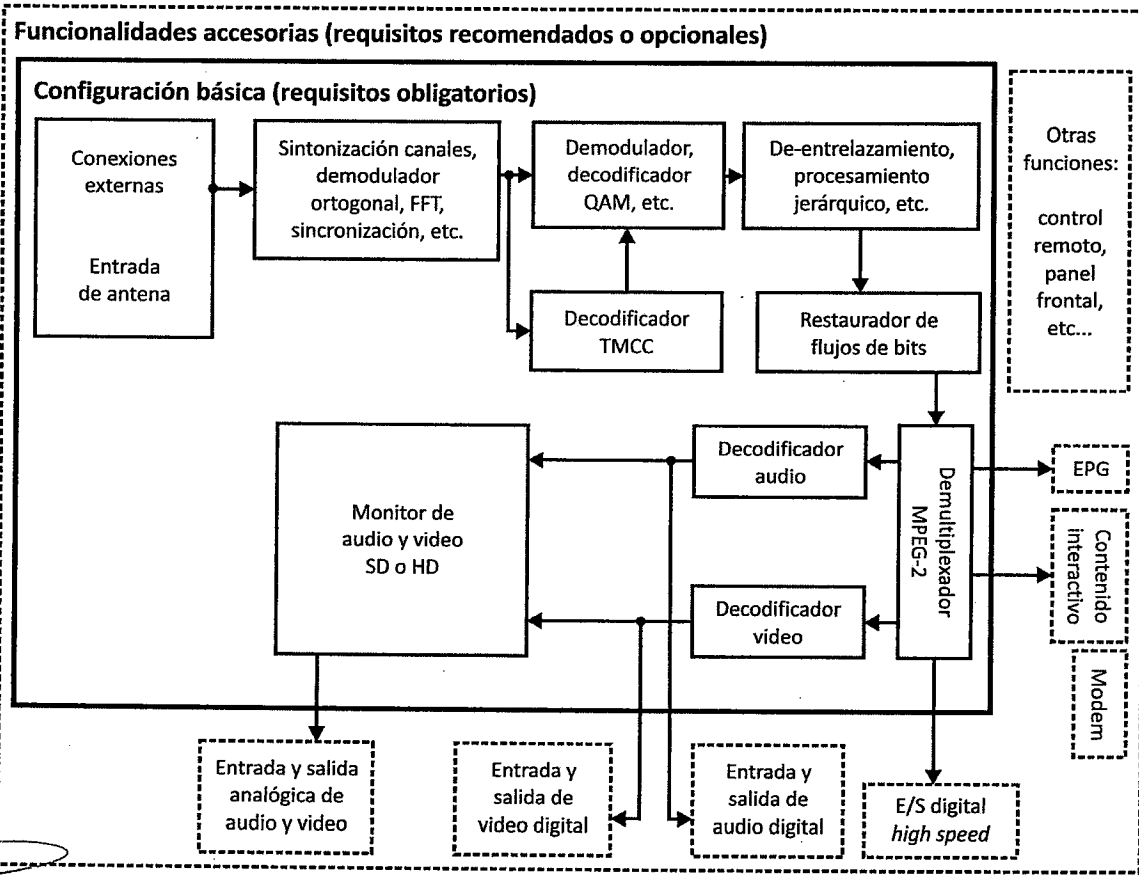 Funcionalidades accesorias (requisitos recomendados o opcionales)
Configuración básica (requisitos obligatorios)
Conexiones
externas
Entrada
de antena
Sintonización canales,
demodulador
ortogonal, FFT,
sincronización, etc.
Demodulador,
decodificador
QAM, etc.
De-entrelazamiento,
procesamiento
jerárquico, etc.
Otras
funciones:
control
remoto,
panel
frontal,
etc...
Decodificador
TMCC
Restaurador de
flujos de bits
Monitor de
audio y video
SD o HD
Decodificador
audio
Decodificador
video
Demultiplexador
MPEG-2
EPG
Contenido
interactivo
Modem
Entrada y salida
analógica de
audio y video
Entrada y
salida de
video digital
Entrada y
salida de
audio digital
E/S digital
high speed